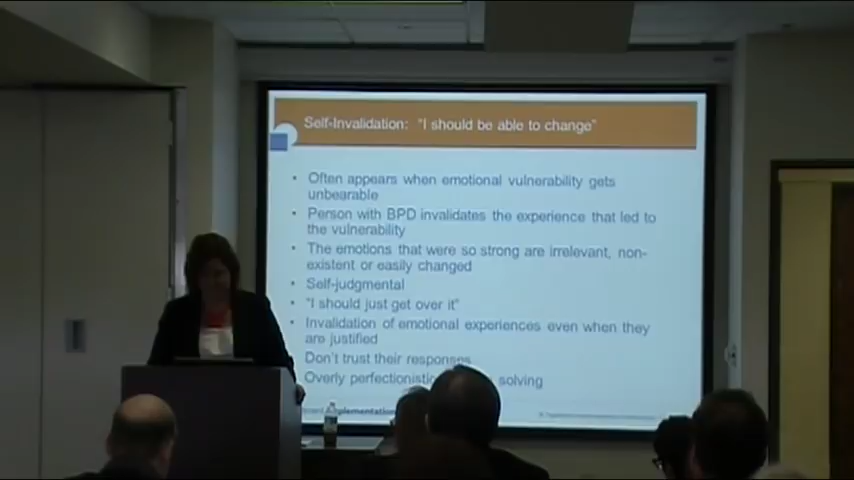 Self-Invalidation: "I should be able to change"
• Often appears when emotional vulnerability gets
unbearable
• Person with BPD invalidates the experience that led to
the vulnerability
• The emotions that were so strong are irrelevant, non-
existent or easily changed
• Self-judgmental
• "I should just get over it"
• Invalidation of emotional experiences even when they
are justified
Don't trust their responses
Overly perfectionistic solving